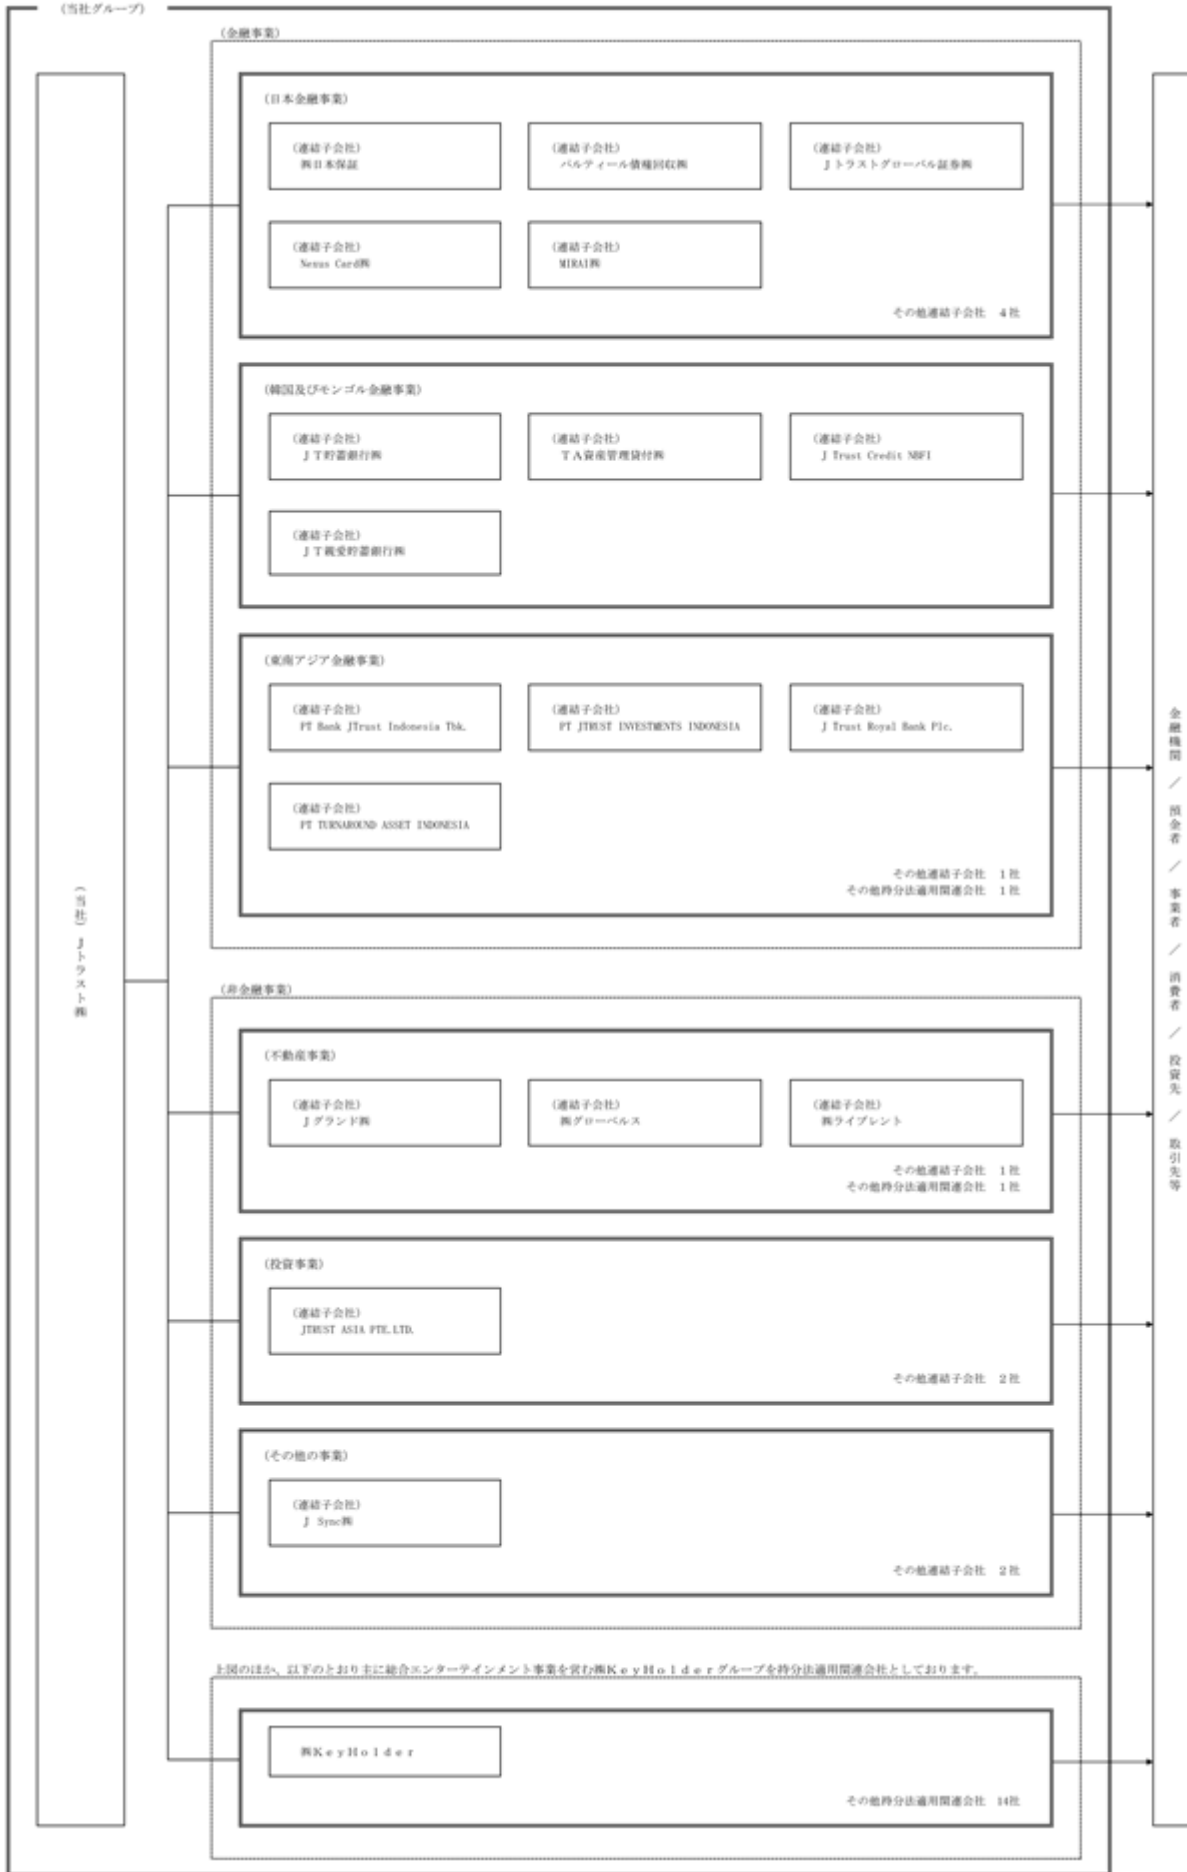 (当社グループ)
(金融事業)
(日本金融事業)
(連結子会社)
㈱日本保証
(連結子会社)
パルティール債権回収㈱
(連結子会社)
Ｊトラストグローバル証券㈱
(連結子会社)
Nexus Card㈱
(連結子会社)
MIRAI㈱
その他連結子会社　４社
(韓国及びモンゴル金融事業)
(連結子会社)
ＪＴ貯蓄銀行㈱
(連結子会社)
ＴＡ資産管理貸付㈱
(連結子会社)
J Trust Credit NBFI
(連結子会社)
ＪＴ親愛貯蓄銀行㈱
(東南アジア金融事業)
(連結子会社)
PT Bank JTrust Indonesia Tbk.
(連結子会社)
PT JTRUST INVESTMENTS INDONESIA
(連結子会社)
J Trust Royal Bank Plc.
(連結子会社)
PT TURNAROUND ASSET INDONESIA
その他連結子会社　１社
その他持分法適用関連会社　１社
(当社) Ｊトラスト㈱
(非金融事業)
(不動産事業)
(連結子会社)
Ｊグランド㈱
(連結子会社)
㈱グローベルス
(連結子会社)
㈱ライブレント
その他連結子会社　１社
その他持分法適用関連会社　１社
(投資事業)
(連結子会社)
JTRUST ASIA PTE.LTD.
その他連結子会社　２社
(その他の事業)
(連結子会社)
J Sync㈱
その他連結子会社　２社
上図のほか、以下のとおり主に総合エンターテインメント事業を営む㈱ＫｅｙＨｏｌｄｅｒグループを持分法適用関連会社としております。
㈱ＫｅｙＨｏｌｄｅｒ
その他持分法適用関連会社　14社
金融機関 ／ 預金者 ／ 事業者 ／ 消費者 ／ 投資先 ／ 取引先等